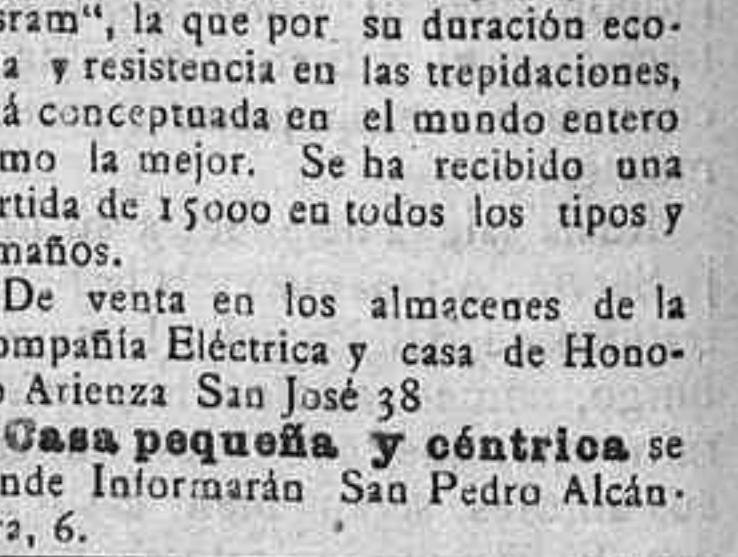 sram“, la que por su duración eco-
a y resistencia en las trepidaciones,
á conceptuada en el mundo entero
mo la mejor. Se ha recibido una
rtida de 15000 en todos los tipos y
maños.
De venta en los almacenes de la
ompañía Eléctrica y casa de Hono-
o Arienza San José 38
Casa pequeña y céntrica se
nde Informarán San Pedro Alcán-
ra, 6.